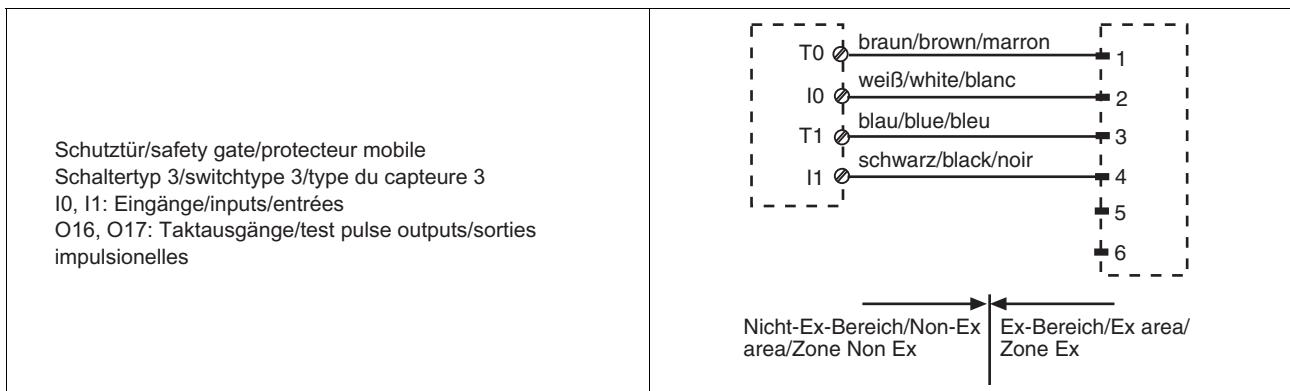 Schutztür/safety gate/protecteur mobile
Schaltertyp 3/switchtype 3/type du capteure 3
I0, I1: Eingänge/inputs/entrées
O16, O17: Taktausgänge/test pulse outputs/sorties
impulsionelles
T0 braun/brown/marron 1
I0 weiß/white/blanc 2
T1 blau/blue/bleu 3
I1 schwarz/black/noir 4
5
6
Nicht-Ex-Bereich/Non-Ex
area/Zone Non Ex
Ex-Bereich/Ex area/
Zone Ex